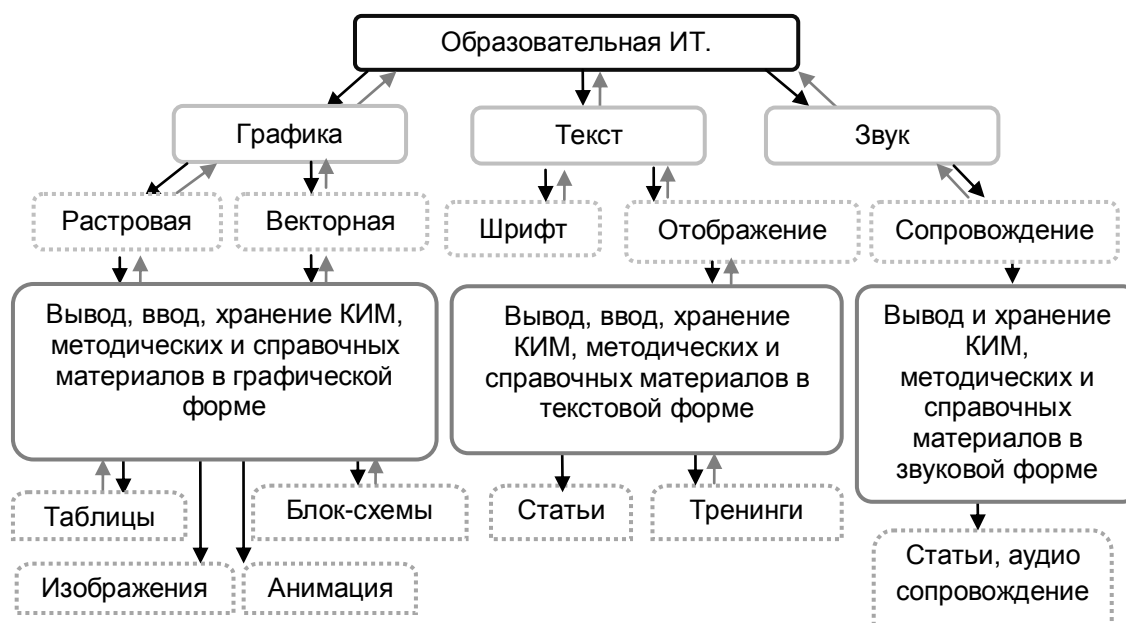 Образовательная ИТ.
Графика
Текст
Звук
Растровая
Векторная
Шрифт
Отображение
Сопровождение
Вывод, ввод, хранение КИМ,
методических и справочных
материалов в графической
форме
Вывод, ввод, хранение
КИМ, методических и
справочных материалов в
текстовой форме
Вывод и хранение
КИМ,
методических и
справочных
материалов в
звуковой форме
Таблицы
Блок-схемы
Статьи
Тренинги
Изображения
Анимация
Статьи, аудио
сопровождение